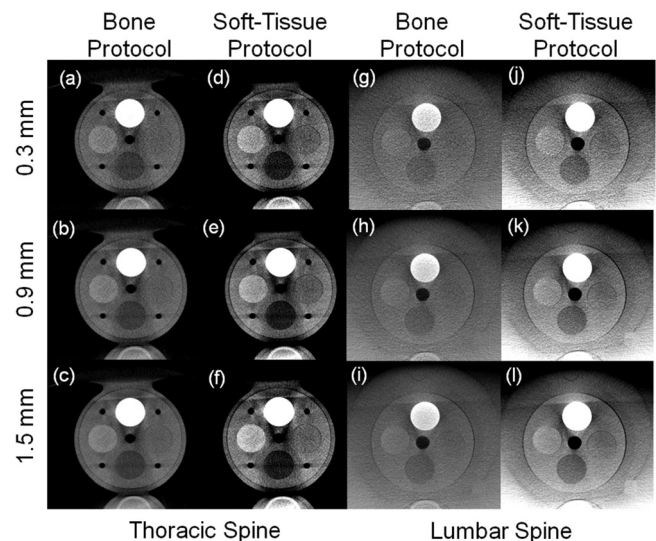 Bone Protocol
Soft-Tissue Protocol
Bone Protocol
Soft-Tissue Protocol
0.3 mm
(a)
(d)
(g)
(j)
0.9 mm
(b)
(e)
(h)
(k)
1.5 mm
(c)
(f)
(i)
(l)
Thoracic Spine
Lumbar Spine